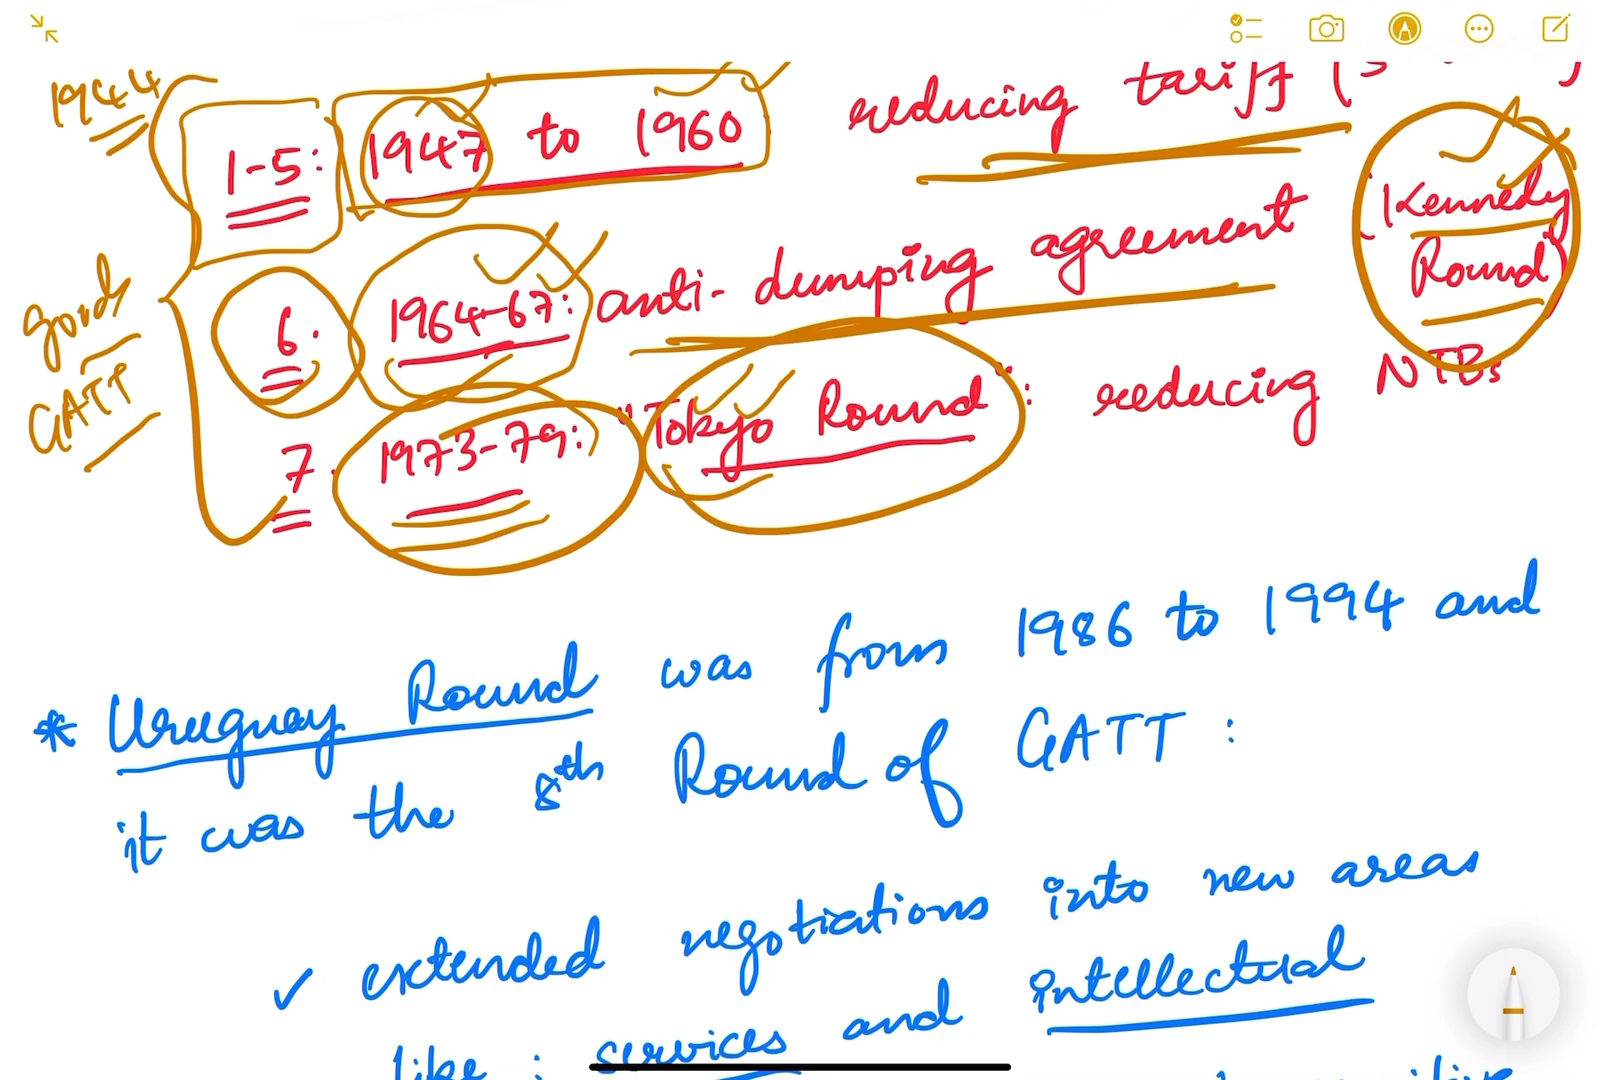 1944
1-5: 1947 to 1960 reducing tariff
6. 1964-67: anti-dumping agreement (Kennedy
Round)
goods
GATT
7. 1973-79: "Tokyo Round": reducing NTBs
* Uruguay Round was from 1986 to 1994 and
it was the 8th Round of GATT:
✓ extended negotiations into new areas
like: services and intellectual